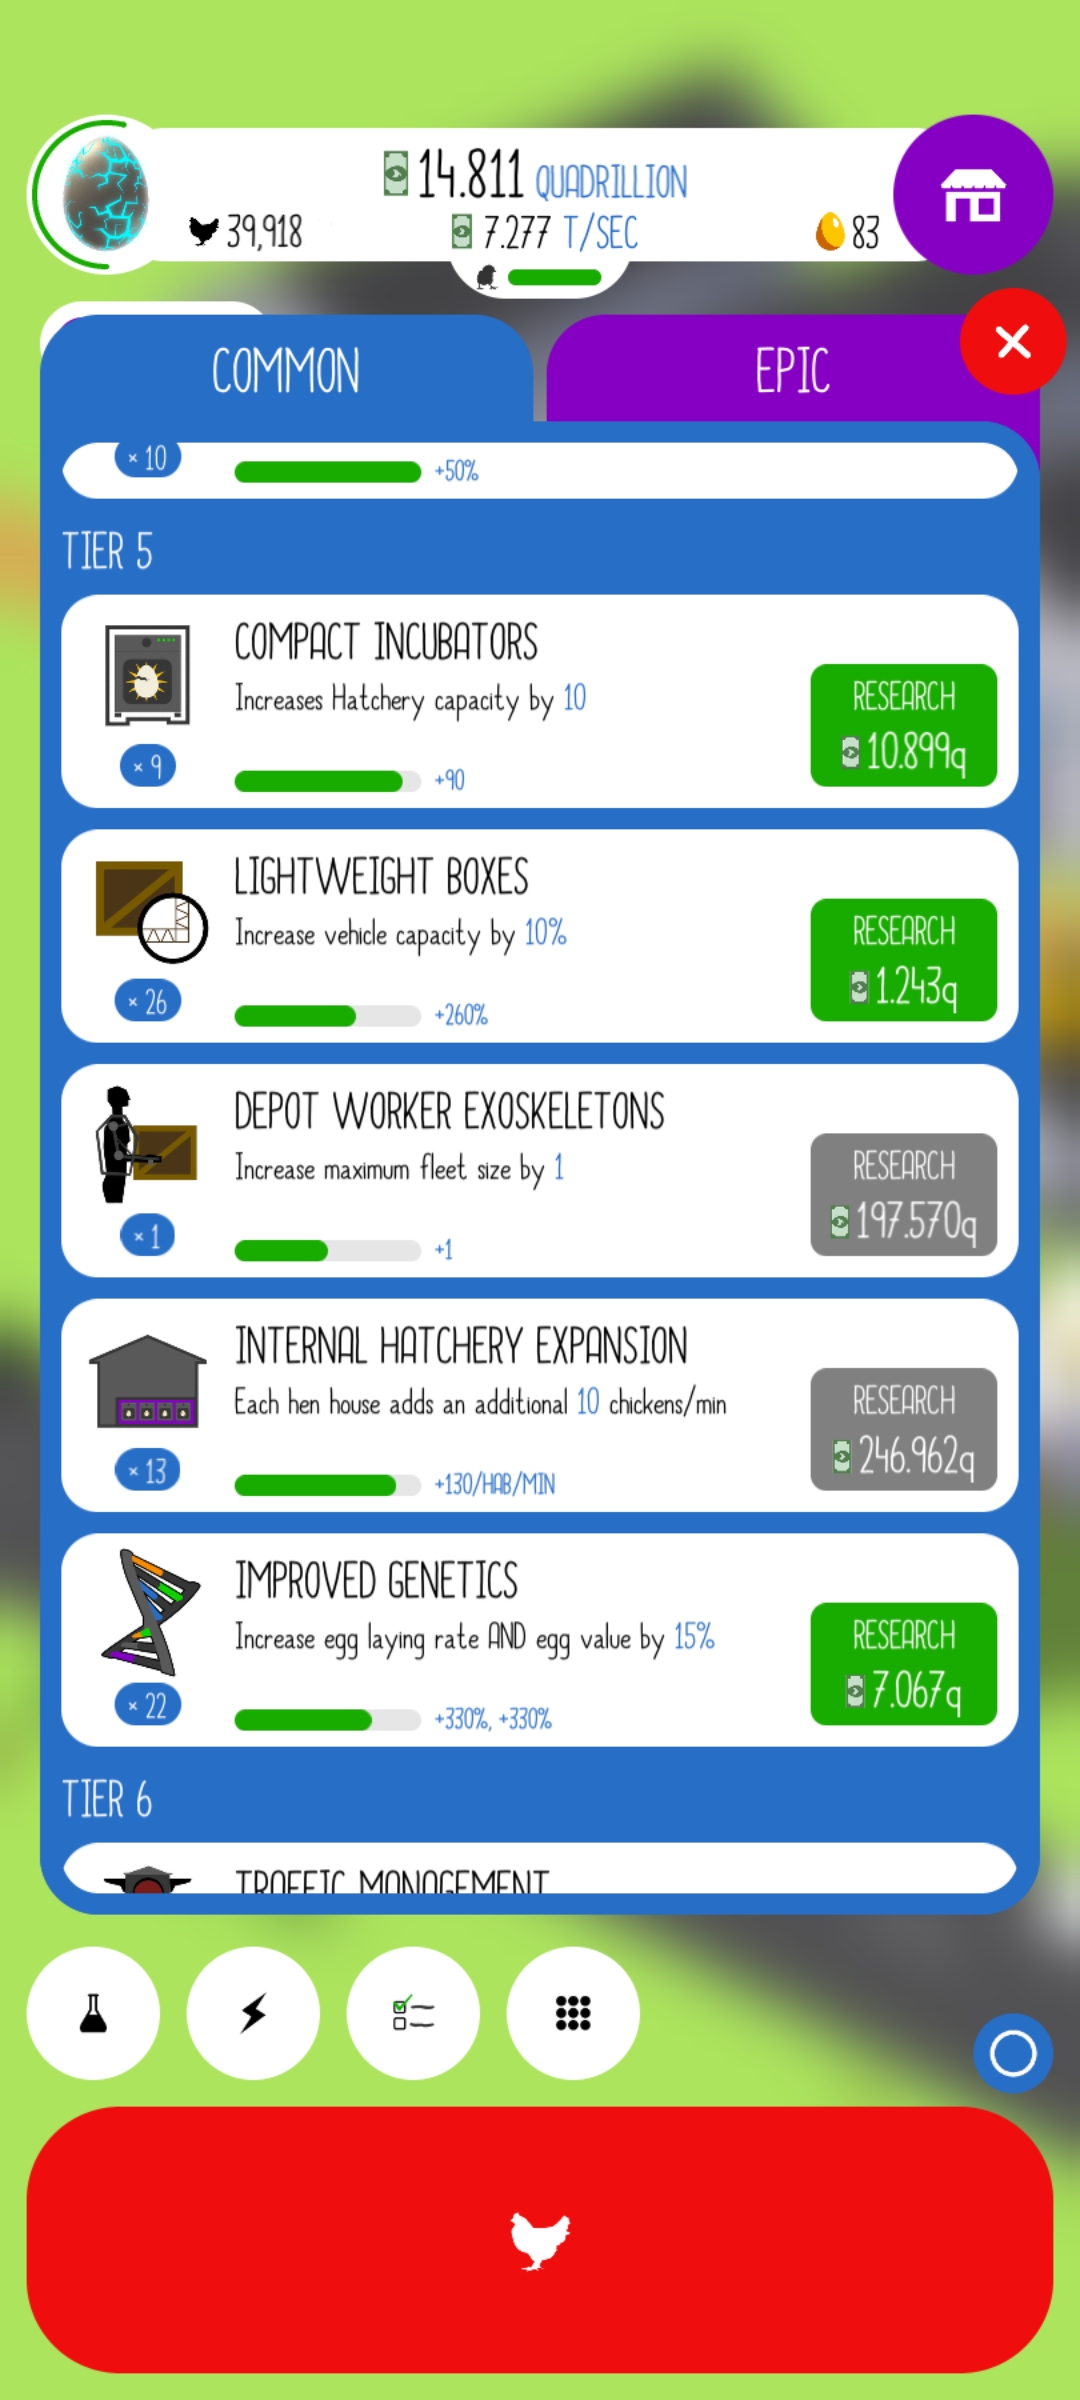 14.811 QUADRILLION
39,918
7.277 T/SEC
83
COMMON
EPIC
× 10
+50%
TIER 5
COMPACT INCUBATORS
Increases Hatchery capacity by 10
× 9
+90
RESEARCH
10.899q
LIGHTWEIGHT BOXES
Increase vehicle capacity by 10%
× 26
+260%
RESEARCH
1.243q
DEPOT WORKER EXOSKELETONS
Increase maximum fleet size by 1
× 1
+1
RESEARCH
197.570q
INTERNAL HATCHERY EXPANSION
Each hen house adds an additional 10 chickens/min
× 13
+130/HAB/MIN
RESEARCH
246.962q
IMPROVED GENETICS
Increase egg laying rate AND egg value by 15%
× 22
+330%, +330%
RESEARCH
7.067q
TIER 6
TRAFFIC MANAGEMENT